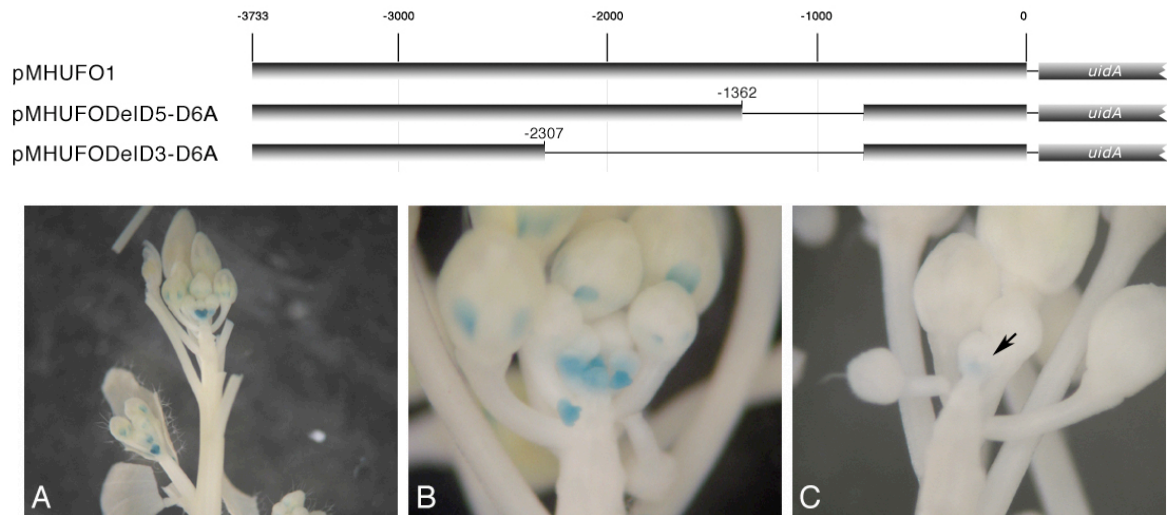 -3733 -3000 -2000 -1000 0
pMHUFO1 uidA
-1362
pMHUFODelD5-D6A uidA
-2307
pMHUFODelD3-D6A uidA
A B C